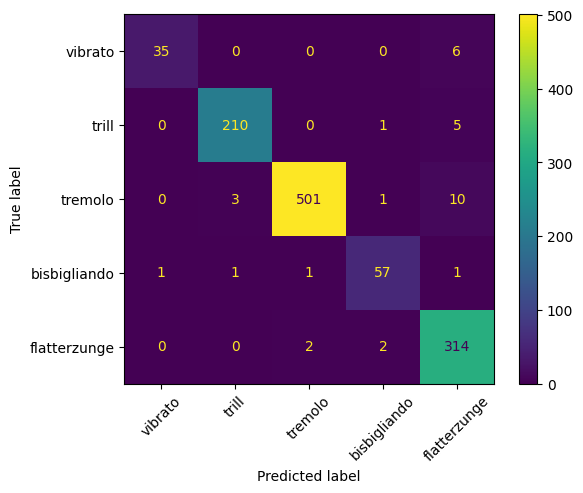 vibrato 35 0 0 0 6
trill 0 210 0 1 5
tremolo 0 3 501 1 10
bisbigliando 1 1 1 57 1
flatterzunge 0 0 2 2 314
True label
vibrato trill tremolo bisbigliando flatterzunge
Predicted label
500
400
300
200
100
0